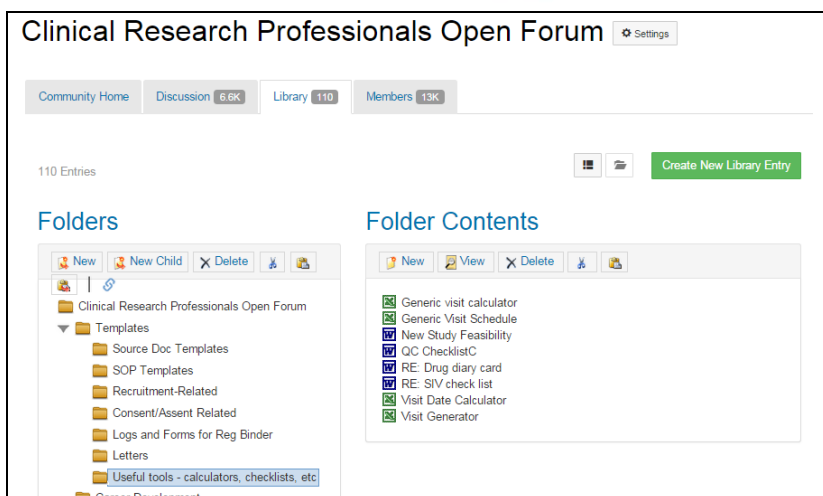 Clinical Research Professionals Open Forum Settings
Community Home Discussion 6.6K Library 110 Members 13K
110 Entries Create New Library Entry
Folders
New New Child Delete
Clinical Research Professionals Open Forum
Templates
Source Doc Templates
SOP Templates
Recruitment-Related
Consent/Assent Related
Logs and Forms for Reg Binder
Letters
Useful tools - calculators, checklists, etc
Career Development
Folder Contents
New View Delete
Generic visit calculator
Generic Visit Schedule
New Study Feasibility
QC ChecklistC
RE: Drug diary card
RE: SIV check list
Visit Date Calculator
Visit Generator